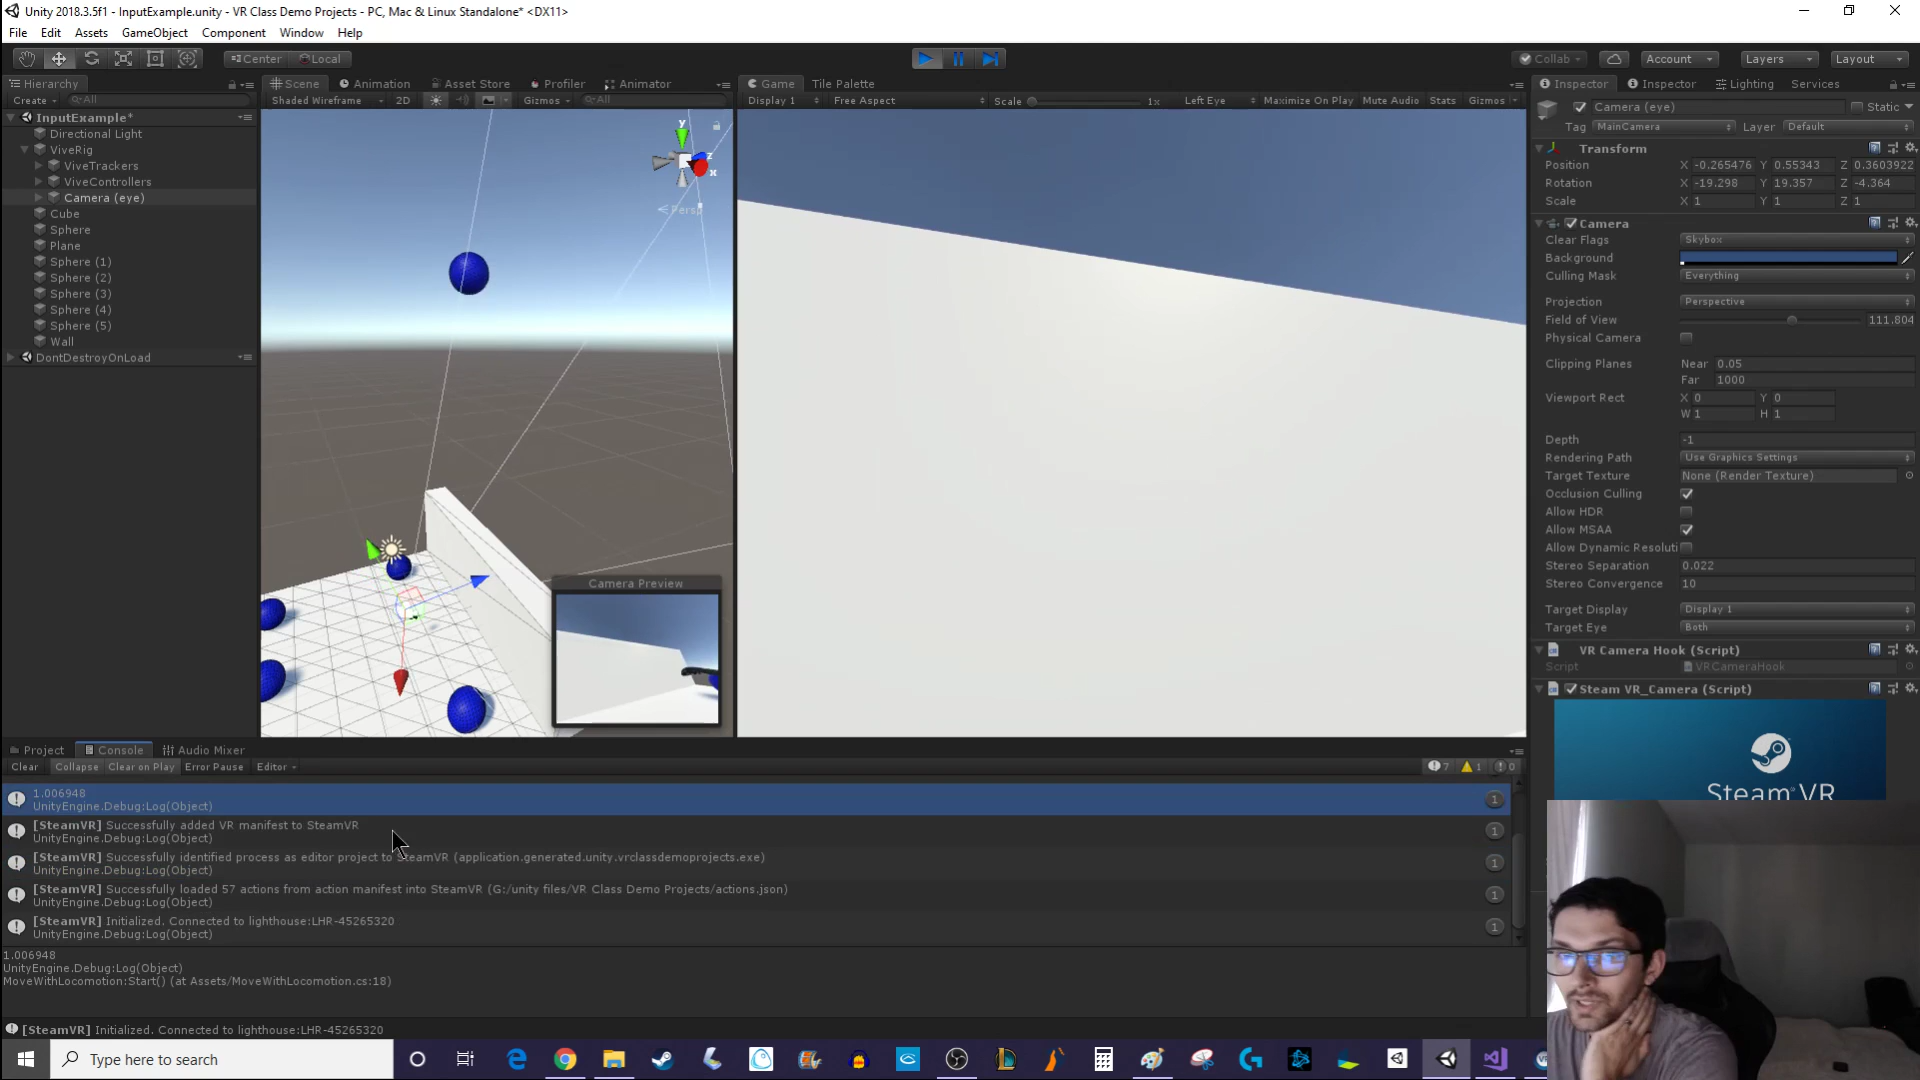 Unity 2018.3.5f1 - InputExample.unity - VR Class Demo Projects - PC, Mac & Linux Standalone* <DX11>
File Edit Assets GameObject Component Window Help
Center Local Collab Account Layers Layout
Hierarchy Scene Animation Asset Store Profiler Animator Game Tile Palette Inspector Inspector Lighting Services
Create All Shaded Wireframe 2D Gizmos All Display 1 Free Aspect Scale 1x Left Eye Maximize On Play Mute Audio Stats Gizmos
InputExample*
Directional Light
ViveRig
ViveTrackers
ViveControllers
Camera (eye)
Cube
Sphere
Plane
Sphere (1)
Sphere (2)
Sphere (3)
Sphere (4)
Sphere (5)
Wall
DontDestroyOnLoad
y
z
x
Persp
Camera Preview
Camera (eye) Static
Tag MainCamera Layer Default
Transform
Position X -0.265476 Y 0.55343 Z 0.3603922
Rotation X -19.298 Y 19.357 Z -4.364
Scale X 1 Y 1 Z 1
Camera
Clear Flags Skybox
Background
Culling Mask Everything
Projection Perspective
Field of View 111.804
Physical Camera
Clipping Planes Near 0.05
Far 1000
Viewport Rect X 0 Y 0
W 1 H 1
Depth -1
Rendering Path Use Graphics Settings
Target Texture None (Render Texture)
Occlusion Culling
Allow HDR
Allow MSAA
Allow Dynamic Resoluti
Stereo Separation 0.022
Stereo Convergence 10
Target Display Display 1
Target Eye Both
VR Camera Hook (Script)
Script VRCameraHook
Steam VR_Camera (Script)
Steam VR
Project Console Audio Mixer
Clear Collapse Clear on Play Error Pause Editor 7 1 0
1.006948
UnityEngine.Debug:Log(Object)
1
[SteamVR] Successfully added VR manifest to SteamVR
UnityEngine.Debug:Log(Object)
1
[SteamVR] Successfully identified process as editor project to SteamVR (application.generated.unity.vrclassdemoprojects.exe)
UnityEngine.Debug:Log(Object)
1
[SteamVR] Successfully loaded 57 actions from action manifest into SteamVR (G:/unity files/VR Class Demo Projects/actions.json)
UnityEngine.Debug:Log(Object)
1
[SteamVR] Initialized. Connected to lighthouse:LHR-45265320
UnityEngine.Debug:Log(Object)
1
1.006948
UnityEngine.Debug:Log(Object)
MoveWithLocomotion:Start() (at Assets/MoveWithLocomotion.cs:18)
[SteamVR] Initialized. Connected to lighthouse:LHR-45265320
Type here to search